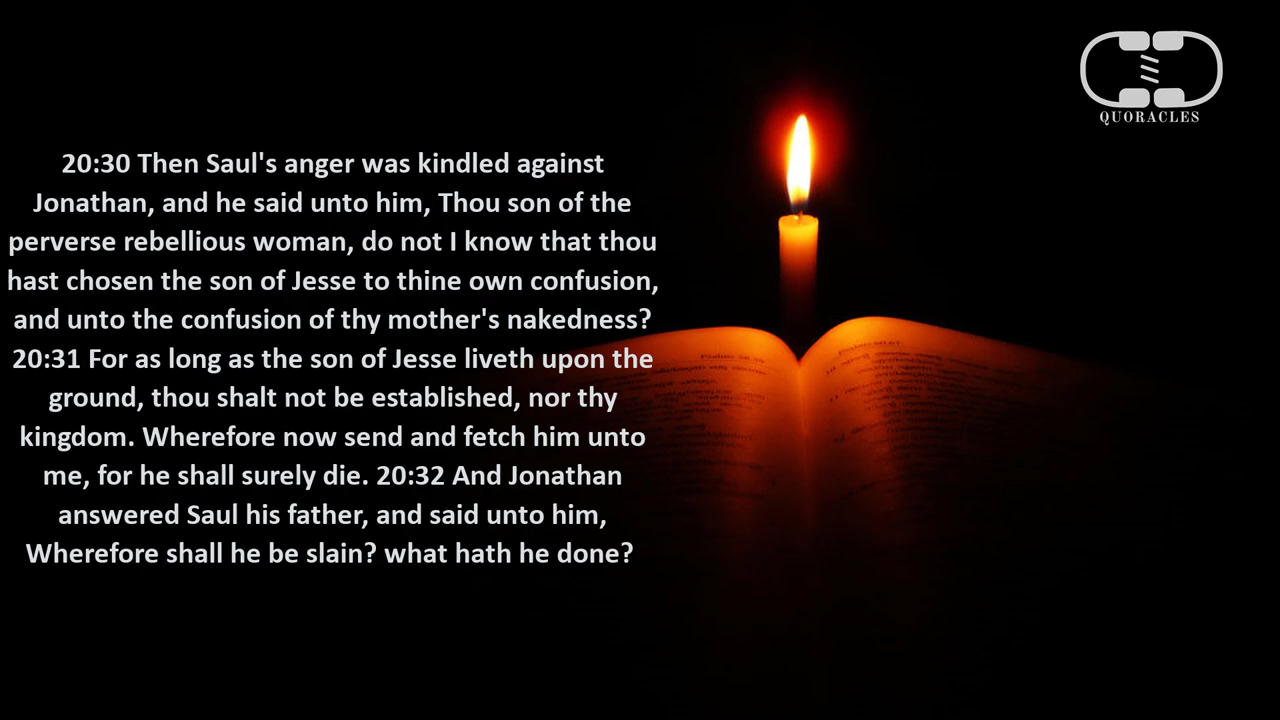 QUORACLES
20:30 Then Saul's anger was kindled against
Jonathan, and he said unto him, Thou son of the
perverse rebellious woman, do not I know that thou
hast chosen the son of Jesse to thine own confusion,
and unto the confusion of thy mother's nakedness?
20:31 For as long as the son of Jesse liveth upon the
ground, thou shalt not be established, nor thy
kingdom. Wherefore now send and fetch him unto
me, for he shall surely die. 20:32 And Jonathan
answered Saul his father, and said unto him,
Wherefore shall he be slain? what hath he done?